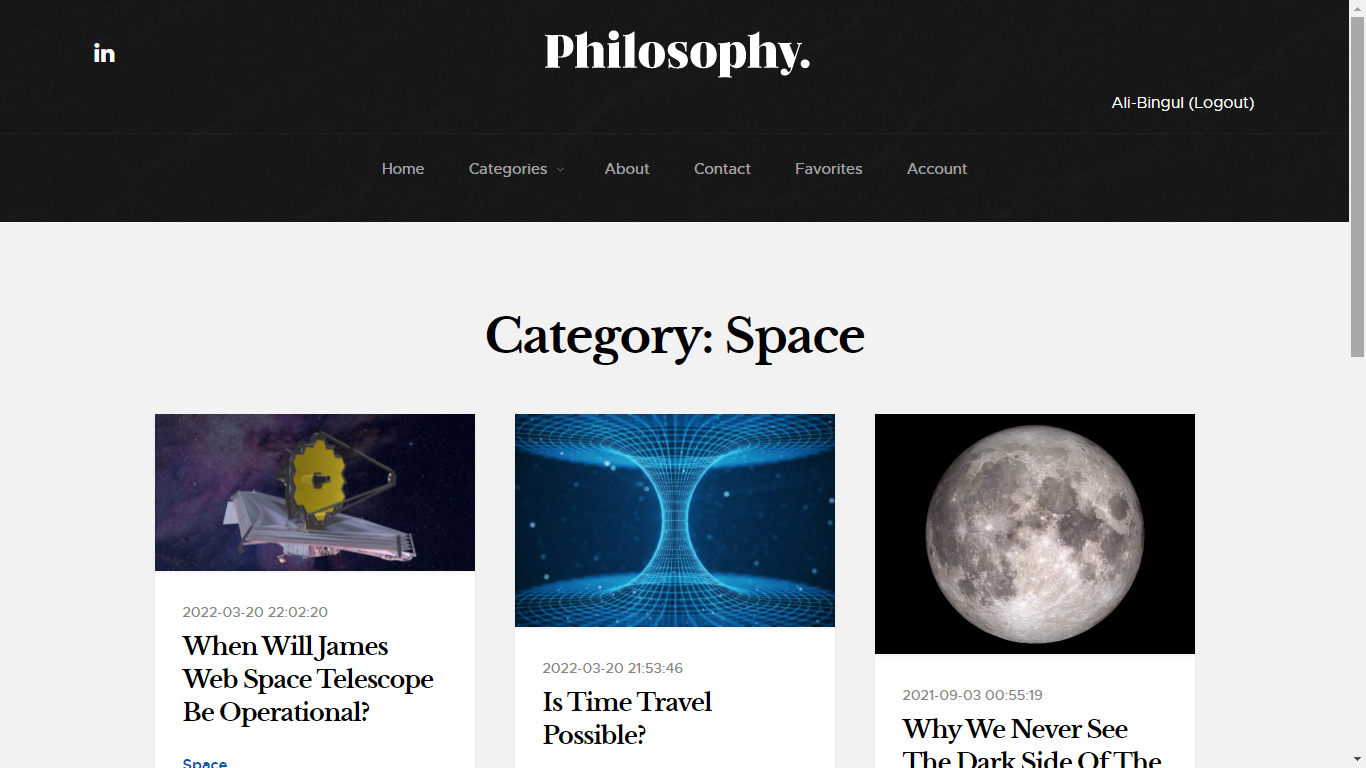 in
Philosophy.
Ali-Bingul (Logout)
Home Categories About Contact Favorites Account
Category: Space
2022-03-20 22:02:20
When Will James
Web Space Telescope
Be Operational?
Space
2022-03-20 21:53:46
Is Time Travel
Possible?
2021-09-03 00:55:19
Why We Never See
The Dark Side Of The